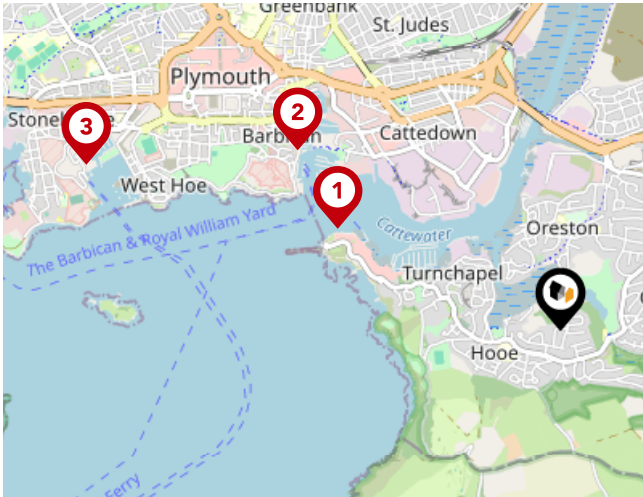 Greenbank
St. Judes
Plymouth
2
3
Barbican
Cattedown
West Hoe
1
Cattewater
Oreston
The Barbican & Royal William Yard
Turnchapel
Hooe
Ferry